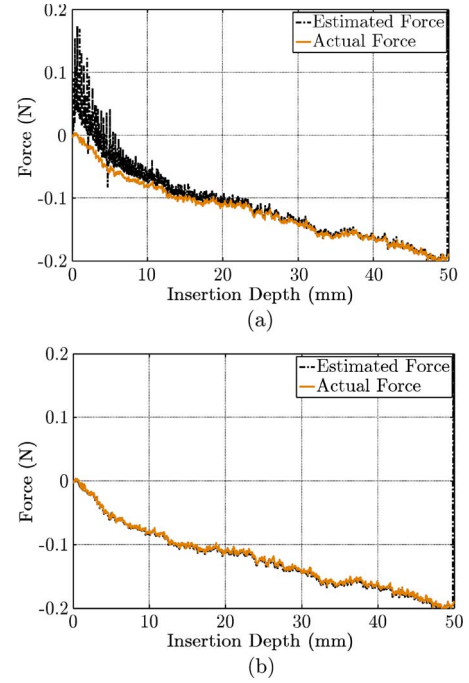 0.2
Estimated Force
Actual Force
0.1
0
-0.1
-0.2
Force (N)
0 10 20 30 40 50
Insertion Depth (mm)
(a)
0.2
Estimated Force
Actual Force
0.1
0
-0.1
-0.2
Force (N)
0 10 20 30 40 50
Insertion Depth (mm)
(b)